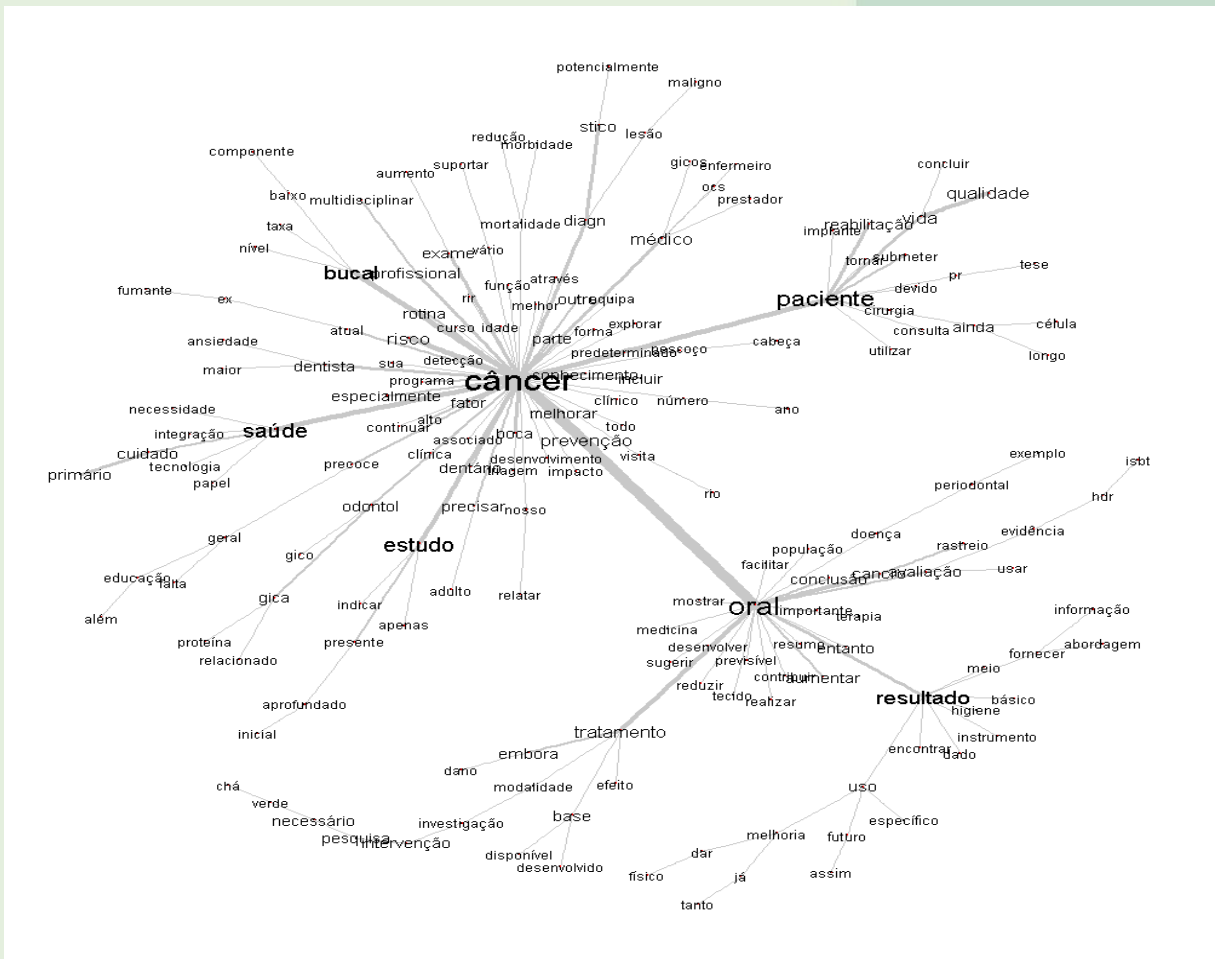 potencialmente
maligno
stico
lesão
redução
morbidade
componente
suportar
gicos
enfermeiro
concluir
aumento
ocs
qualidade
baixo
multidisciplinar
prestador
taxa
mortalidade
diagn
vida
reabilitação
implante
nível
exame
vário
médico
tornar
submeter
bucal
profissional
tese
pr
através
função
devido
fumante
ex
rir
melhor
outro
equipa
paciente
rotina
cirurgia
atual
curso
idade
forma
explorar
consulta
ainda
célula
ansiedade
risco
parte
cabeça
predeterminado
pescoço
utilizar
longo
maior
dentista
sua
detecção
programa
câncer
conhecimento
incluir
especialmente
fator
clínico
número
necessidade
melhorar
ano
alto
integração
saúde
continuar
todo
associado
boca
prevenção
cuidado
clínica
desenvolvimento
visita
exemplo
primário
tecnologia
precoce
dentário
triagem
impacto
isbt
papel
periodontal
rio
hdr
odontol
precisar
nosso
geral
doença
evidência
estudo
população
rastreio
gico
facilitar
educação
falta
conclusão
cancro
avaliação
usar
gica
indicar
adulto
relatar
mostrar
oral
importante
terapia
informação
além
apenas
medicina
proteína
presente
desenvolver
resumo
entanto
abordagem
relacionado
sugerir
previsível
fornecer
meio
contribuir
aumentar
reduzir
tecido
realizar
resultado
básico
aprofundado
higiene
inicial
tratamento
instrumento
embora
encontrar
dado
dano
chá
modalidade
efeito
uso
verde
necessário
investigação
base
específico
pesquisa
intervenção
melhoria
futuro
disponível
dar
desenvolvido
físico
já
assim
tanto